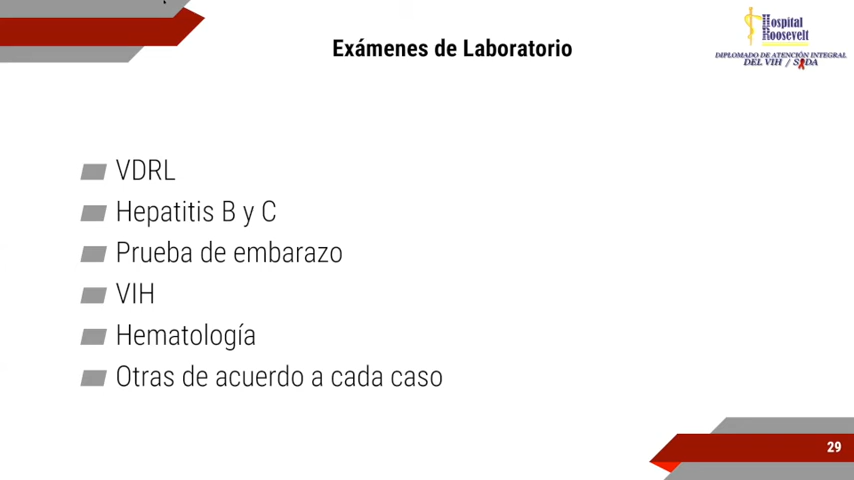 Exámenes de Laboratorio
Hospital
Roosevelt
DIPLOMADO DE ATENCIÓN INTEGRAL
DEL VIH / SIDA
VDRL
Hepatitis B y C
Prueba de embarazo
VIH
Hematología
Otras de acuerdo a cada caso
29